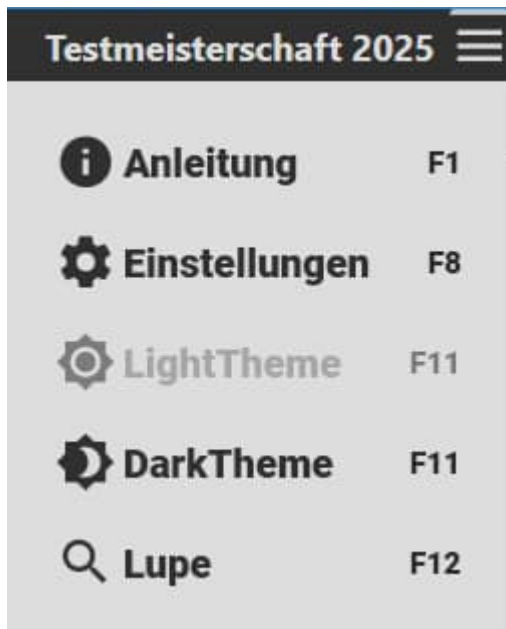 Testmeisterschaft 2025
Anleitung F1
Einstellungen F8
LightTheme F11
DarkTheme F11
Lupe F12